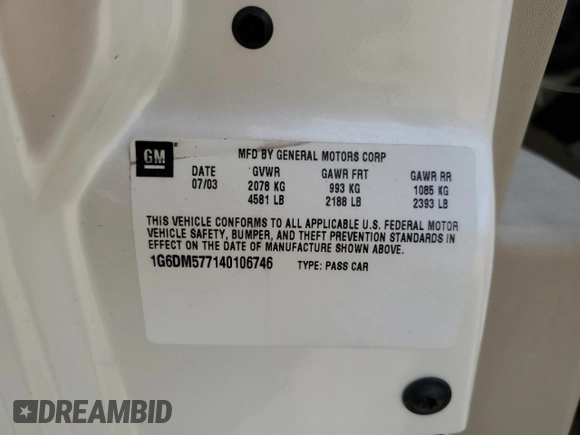 GM
MFD BY GENERAL MOTORS CORP
DATE GVWR GAWR FRT GAWR RR
07/03 2078 KG 993 KG 1085 KG
4581 LB 2188 LB 2393 LB
THIS VEHICLE CONFORMS TO ALL APPLICABLE U.S. FEDERAL MOTOR
VEHICLE SAFETY, BUMPER, AND THEFT PREVENTION STANDARDS IN
EFFECT ON THE DATE OF MANUFACTURE SHOWN ABOVE.
1G6DM577140106746 TYPE: PASS CAR
DREAMBID